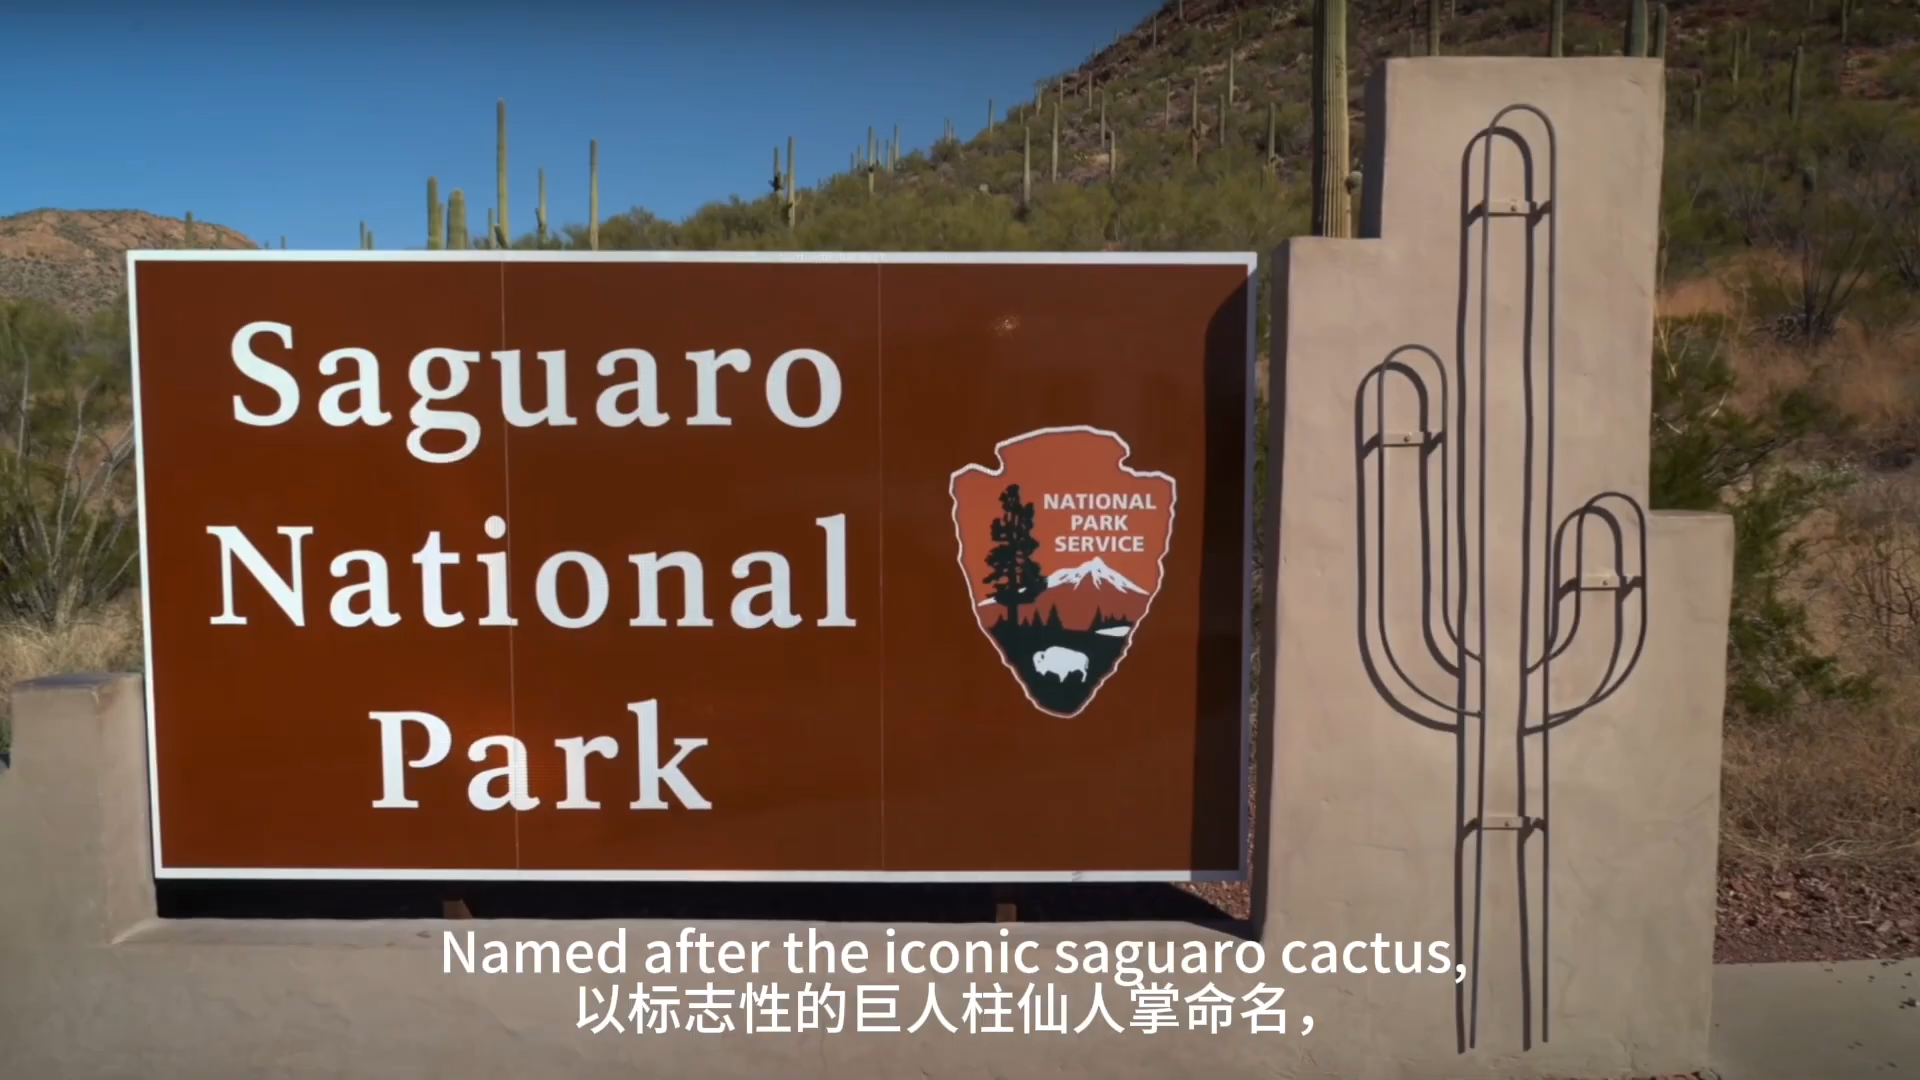 Saguaro
National
Park
NATIONAL
PARK
SERVICE
Named after the iconic saguaro cactus,
以标志性的巨人柱仙人掌命名，